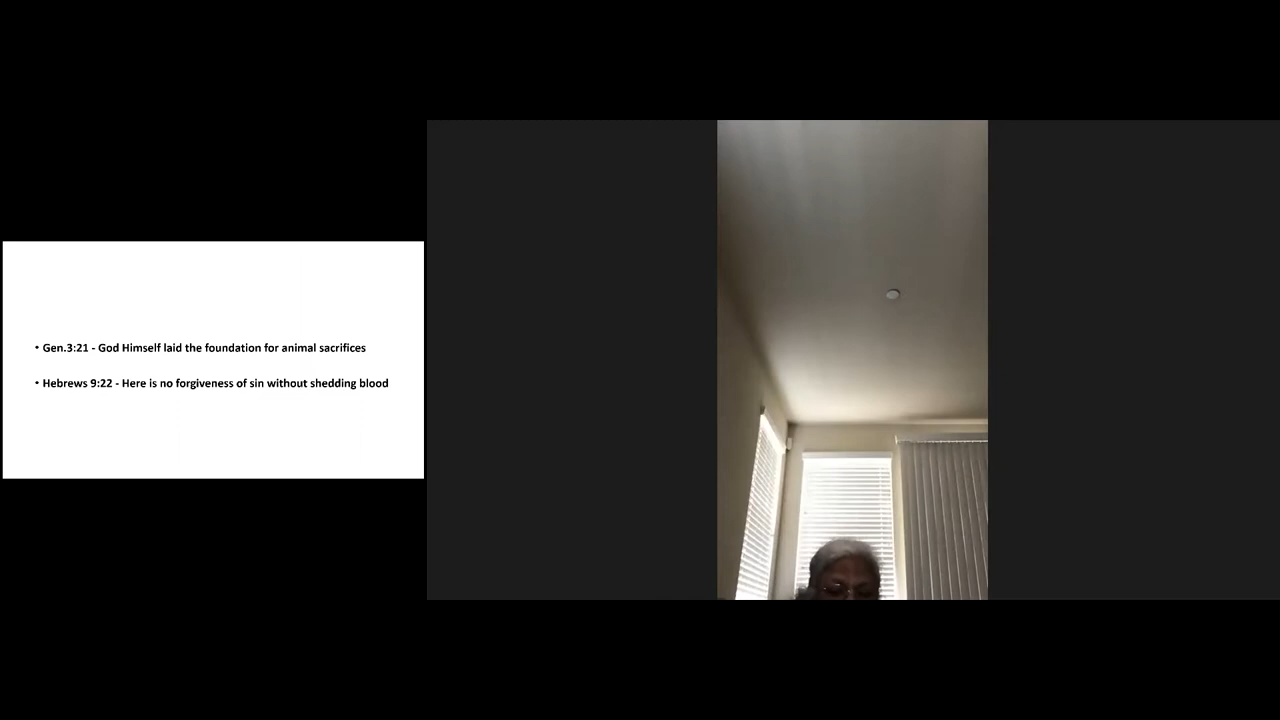 • Gen.3:21 - God Himself laid the foundation for animal sacrifices
• Hebrews 9:22 - Here is no forgiveness of sin without shedding blood